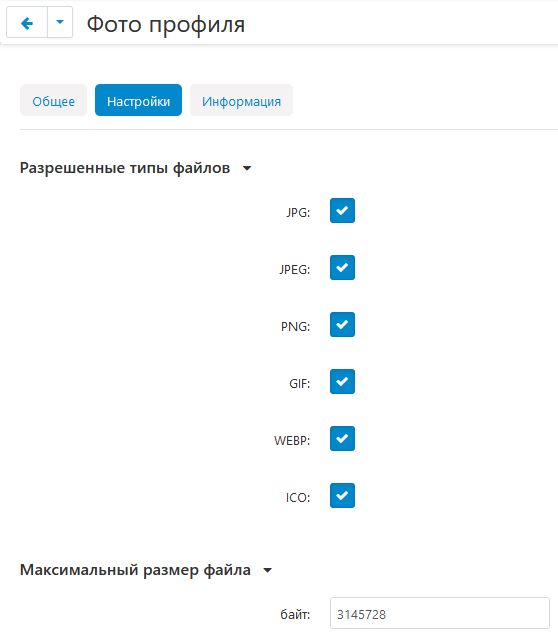 Фото профиля
Общее Настройки Информация
Разрешенные типы файлов
JPG:
JPEG:
PNG:
GIF:
WEBP:
ICO:
Максимальный размер файла
байт: 3145728